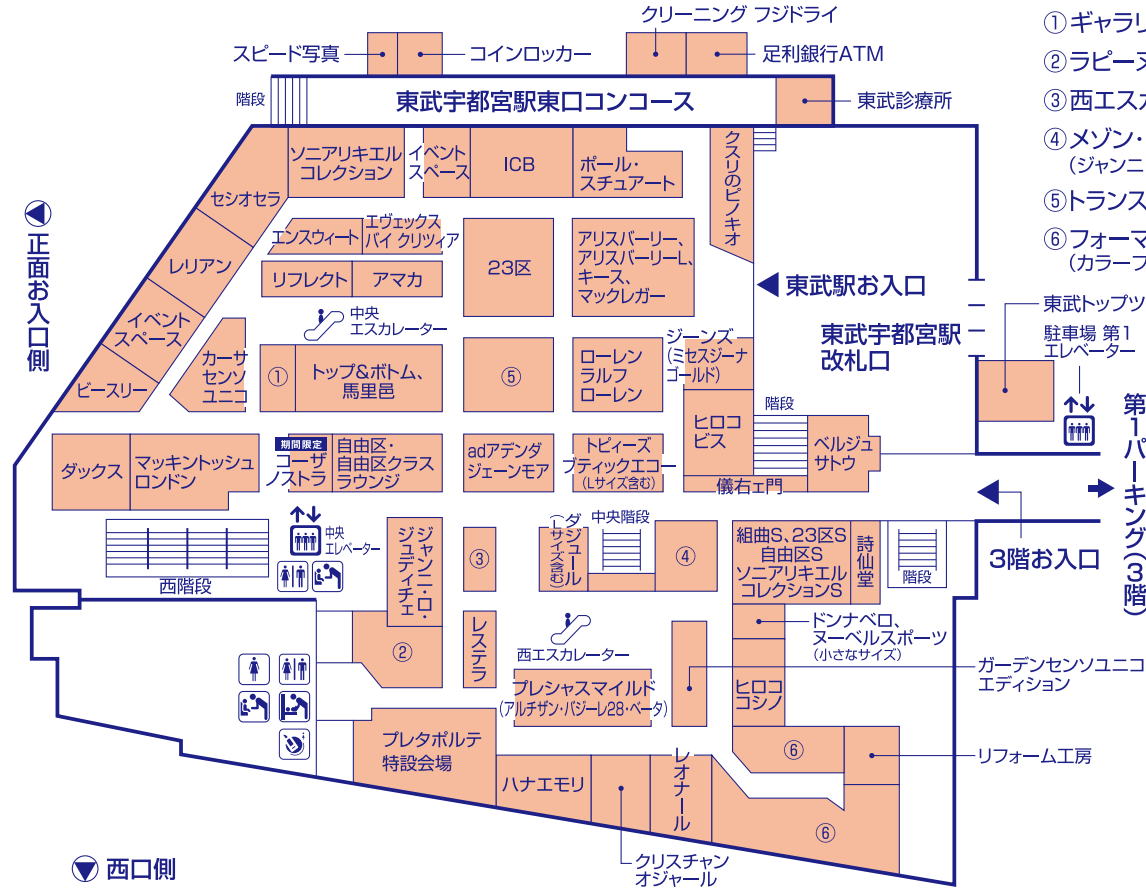 クリーニング フジドライ
スピード写真
コインロッカー
足利銀行ATM
階段
東武宇都宮駅東口コンコース
東武診療所
①ギャラリ
②ラピーヌ
③西エスカ
④メゾン・
(ジャンニ
⑤トランス
⑥フォーマ
(カラーフ
セシオセラ
ソニアリキエル
コレクション
イベント
スペース
ICB
ポール・
スチュアート
クスリのピノキオ
正面お入口側
レリアン
エンスウィート
エヴェックス
バイ クリツィア
23区
アリスバーリー、
アリスバーリーL、
キース、
マックレガー
リフレクト
アマカ
東武駅お入口
東武宇都宮駅
改札口
東武トップツ
駐車場 第1
エレベーター
イベント
スペース
中央
エスカレーター
ビースリー
カーサ
センソ
ユニコ
①
トップ&ボトム、
馬里邑
⑤
ローレン
ラルフ
ローレン
ジーンズ
(ミセスジーナ
ゴールド)
ヒロコ
ビス
階段
ベルジュ
サトウ
儀右ェ門
第1パーキング(3階)
ダックス
マッキントッシュ
ロンドン
期間限定
コーザ
ノストラ
自由区・
自由区クラス
ラウンジ
adアデンダ
ジェーンモア
トピィーズ
ブティックエコー
(Lサイズ含む)
3階お入口
西階段
中央
エレベーター
ジャンニ・ロ・
ジュディチェ
③
ダジュール
(Lサイズ含む)
中央階段
④
組曲S、23区S
自由区S
ソニアリキエル
コレクションS
詩仙堂
階段
②
レステラ
西エスカレーター
ドンナベロ、
ヌーベルスポーツ
(小さなサイズ)
ガーデンセンソユニコ
エディション
プレシャスマイルド
(アルチザン・バジーレ28・ベータ)
ヒロココシノ
プレタポルテ
特設会場
ハナエモリ
レオナール
⑥
リフォーム工房
⑥
クリスチャン
オジャール
西口側